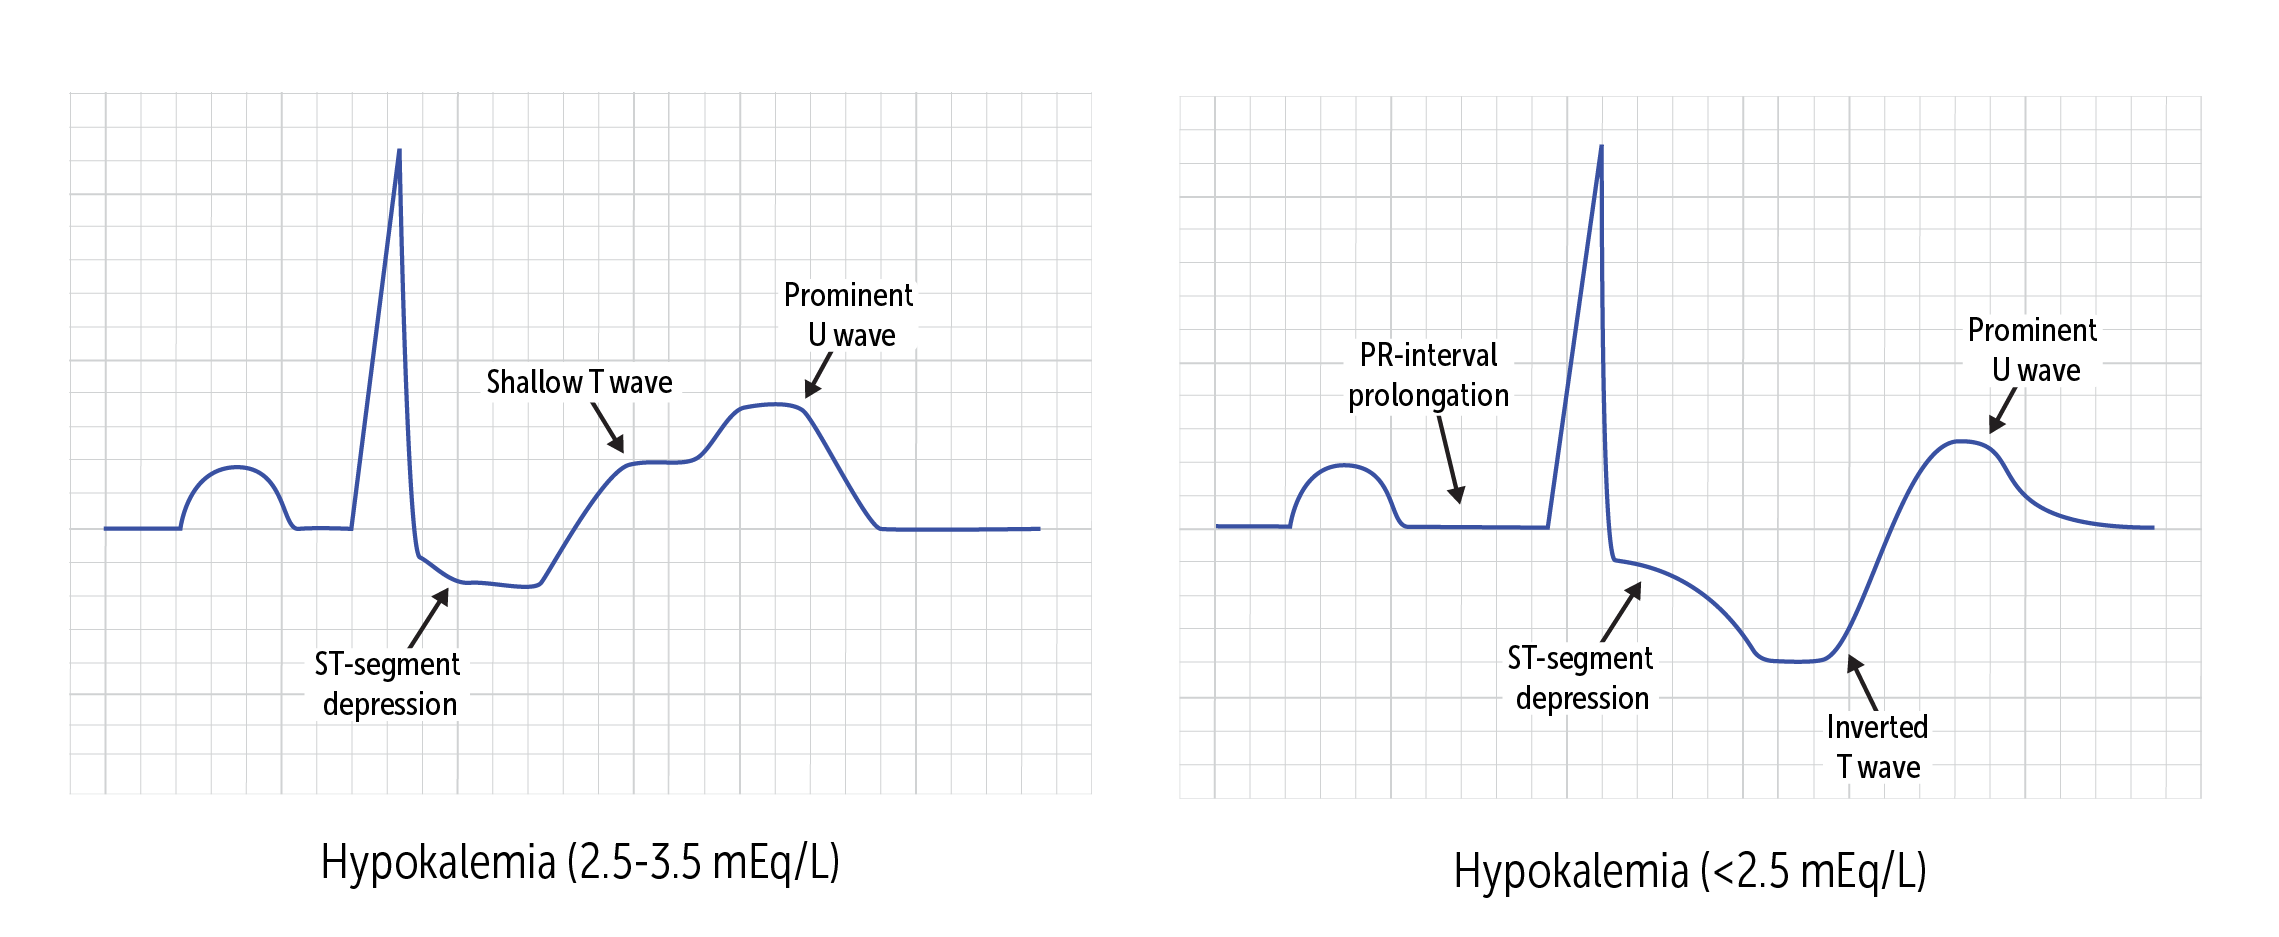 Prominent
U wave
Shallow T wave
ST-segment
depression
Hypokalemia (2.5-3.5 mEq/L)
Prominent
U wave
PR-interval
prolongation
ST-segment
depression
Inverted
T wave
Hypokalemia (<2.5 mEq/L)